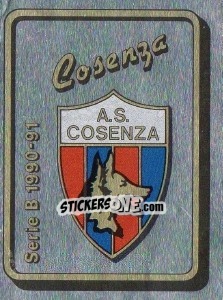 Cosenza
A.S.
COSENZA
STICKERSONE.COM
Serie B 1990-91